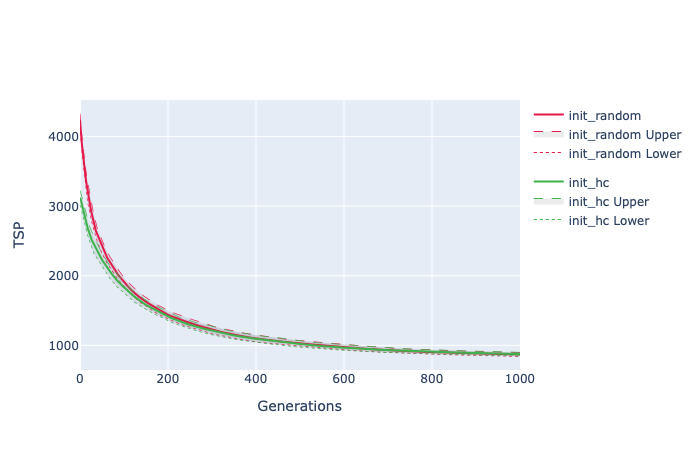 4000
3000
2000
1000
TSP
0
200
400
600
800
1000
Generations
init_random
init_random Upper
init_random Lower
init_hc
init_hc Upper
init_hc Lower